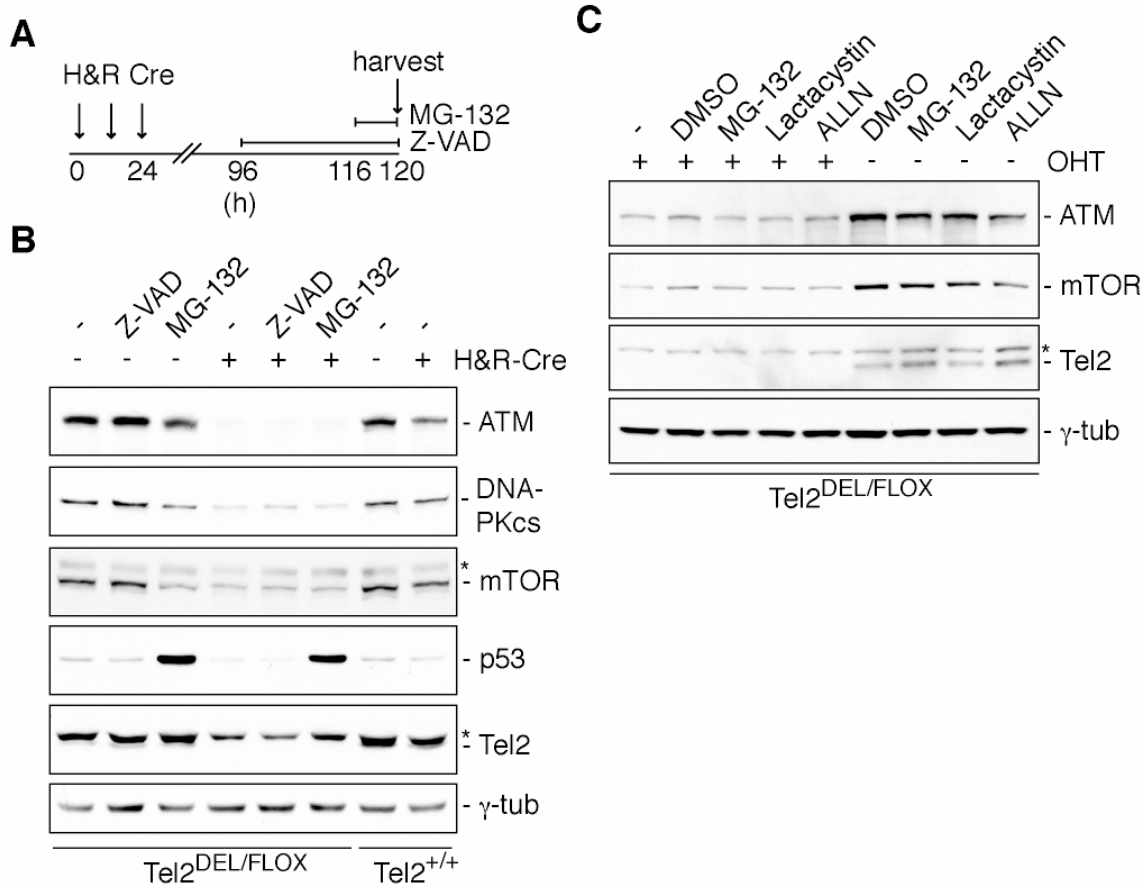 A
H&R Cre
harvest
MG-132
Z-VAD
0 24 96 116 120
(h)
B
- Z-VAD MG-132 - Z-VAD MG-132 - -
- - - + + + - + H&R-Cre
- ATM
- DNA-
PKcs
*
- mTOR
- p53
*
- Tel2
- γ-tub
Tel2DEL/FLOX Tel2+/+
C
- DMSO MG-132 Lactacystin ALLN DMSO MG-132 Lactacystin ALLN
+ + + + + - - - - OHT
- ATM
- mTOR
*
- Tel2
- γ-tub
Tel2DEL/FLOX